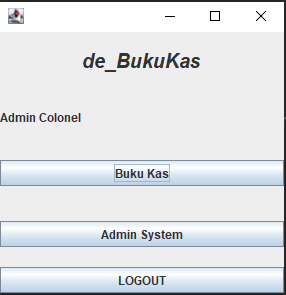 de_BukuKas
Admin Colonel
Buku Kas
Admin System
LOGOUT